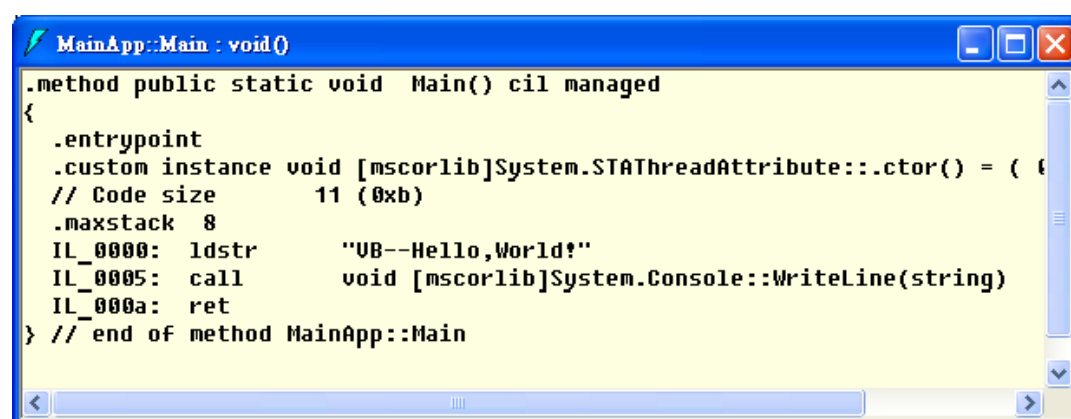 MainApp::Main : void()
.method public static void  Main() cil managed
{
  .entrypoint
  .custom instance void [mscorlib]System.STAThreadAttribute::.ctor() = (
  // Code size       11 (0xb)
  .maxstack  8
  IL_0000:  ldstr      "VB--Hello,World!"
  IL_0005:  call       void [mscorlib]System.Console::WriteLine(string)
  IL_000a:  ret
} // end of method MainApp::Main